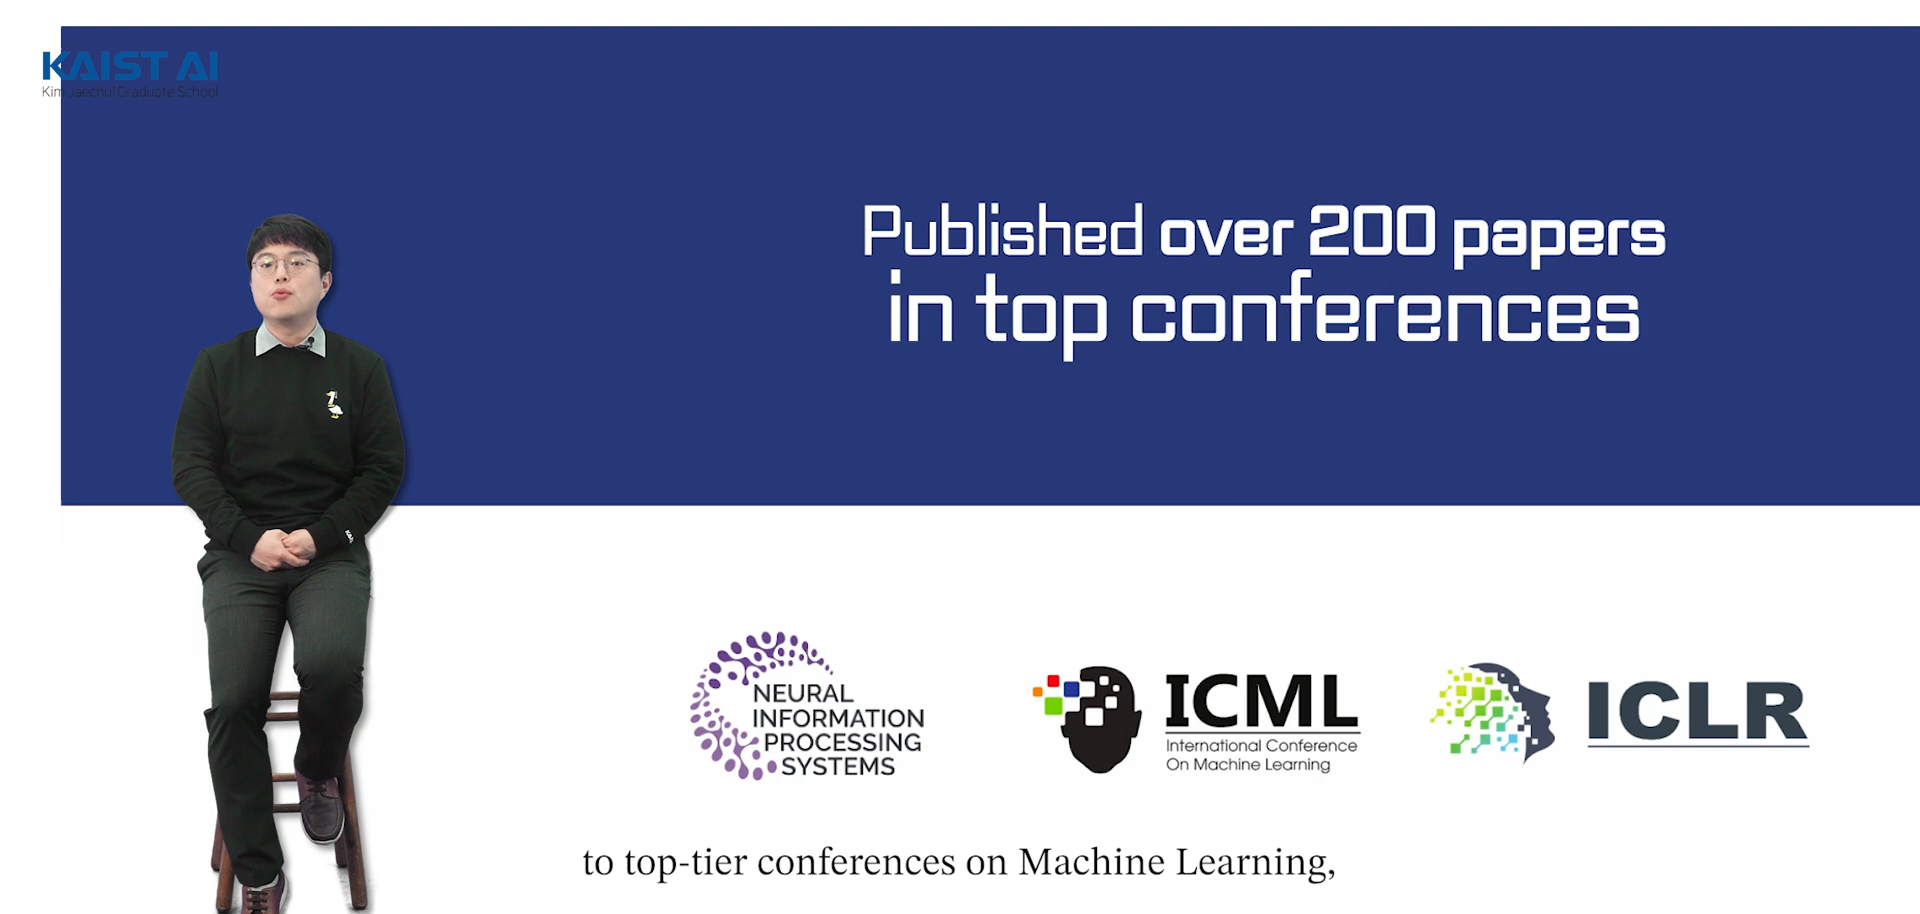 KAIST AI
Kim Jaechul Graduate School
Published over 200 papers
in top conferences
NEURAL
INFORMATION
PROCESSING
SYSTEMS
ICML
International Conference
On Machine Learning
ICLR
to top-tier conferences on Machine Learning,